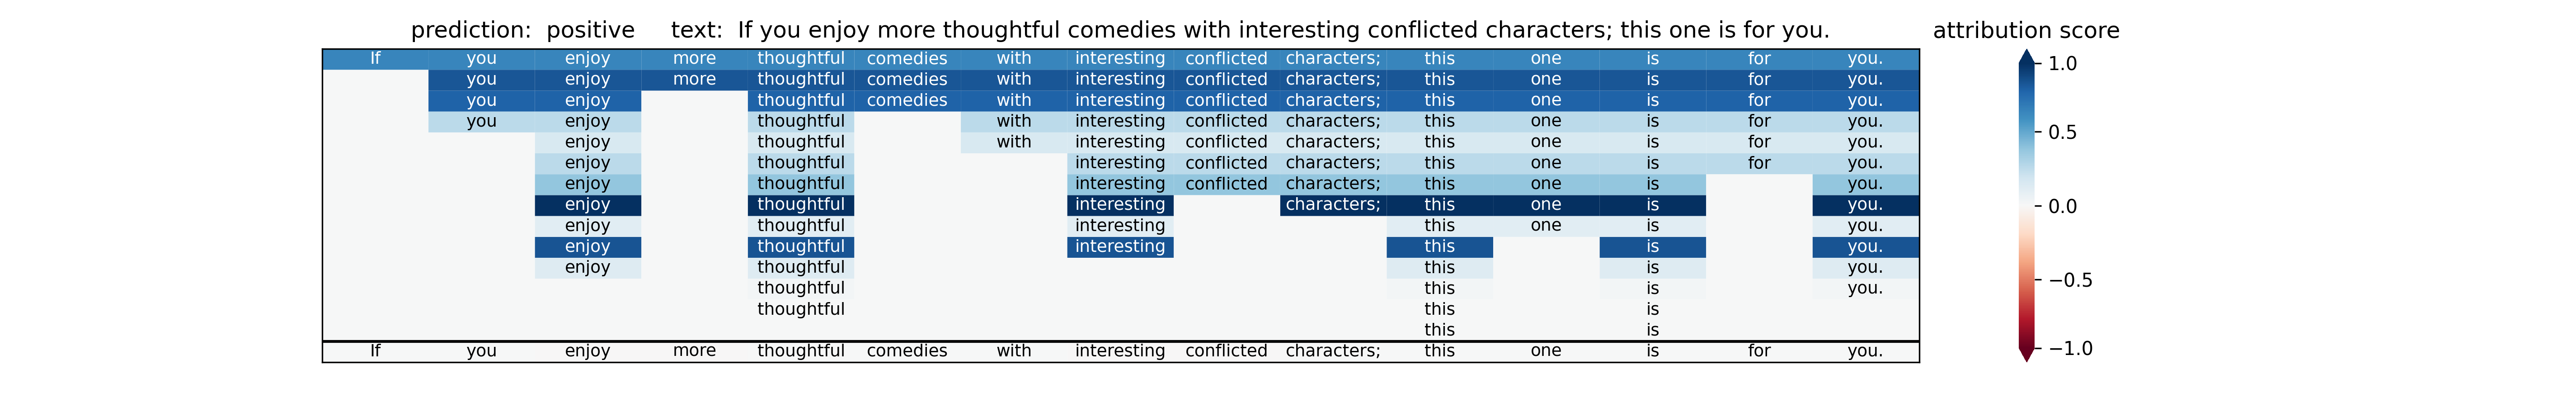 prediction: positive text: If you enjoy more thoughtful comedies with interesting conflicted characters; this one is for you. attribution score
If you enjoy more thoughtful comedies with interesting conflicted characters; this one is for you.
you enjoy more thoughtful comedies with interesting conflicted characters; this one is for you.
you enjoy thoughtful comedies with interesting conflicted characters; this one is for you.
you enjoy thoughtful with interesting conflicted characters; this one is for you.
enjoy thoughtful with interesting conflicted characters; this one is for you.
enjoy thoughtful interesting conflicted characters; this one is for you.
enjoy thoughtful interesting conflicted characters; this one is you.
enjoy thoughtful interesting characters; this one is you.
enjoy thoughtful interesting this one is you.
enjoy thoughtful interesting this is you.
enjoy thoughtful this is you.
thoughtful this is you.
thoughtful this is
this is
If you enjoy more thoughtful comedies with interesting conflicted characters; this one is for you.
1.0
0.5
0.0
−0.5
−1.0